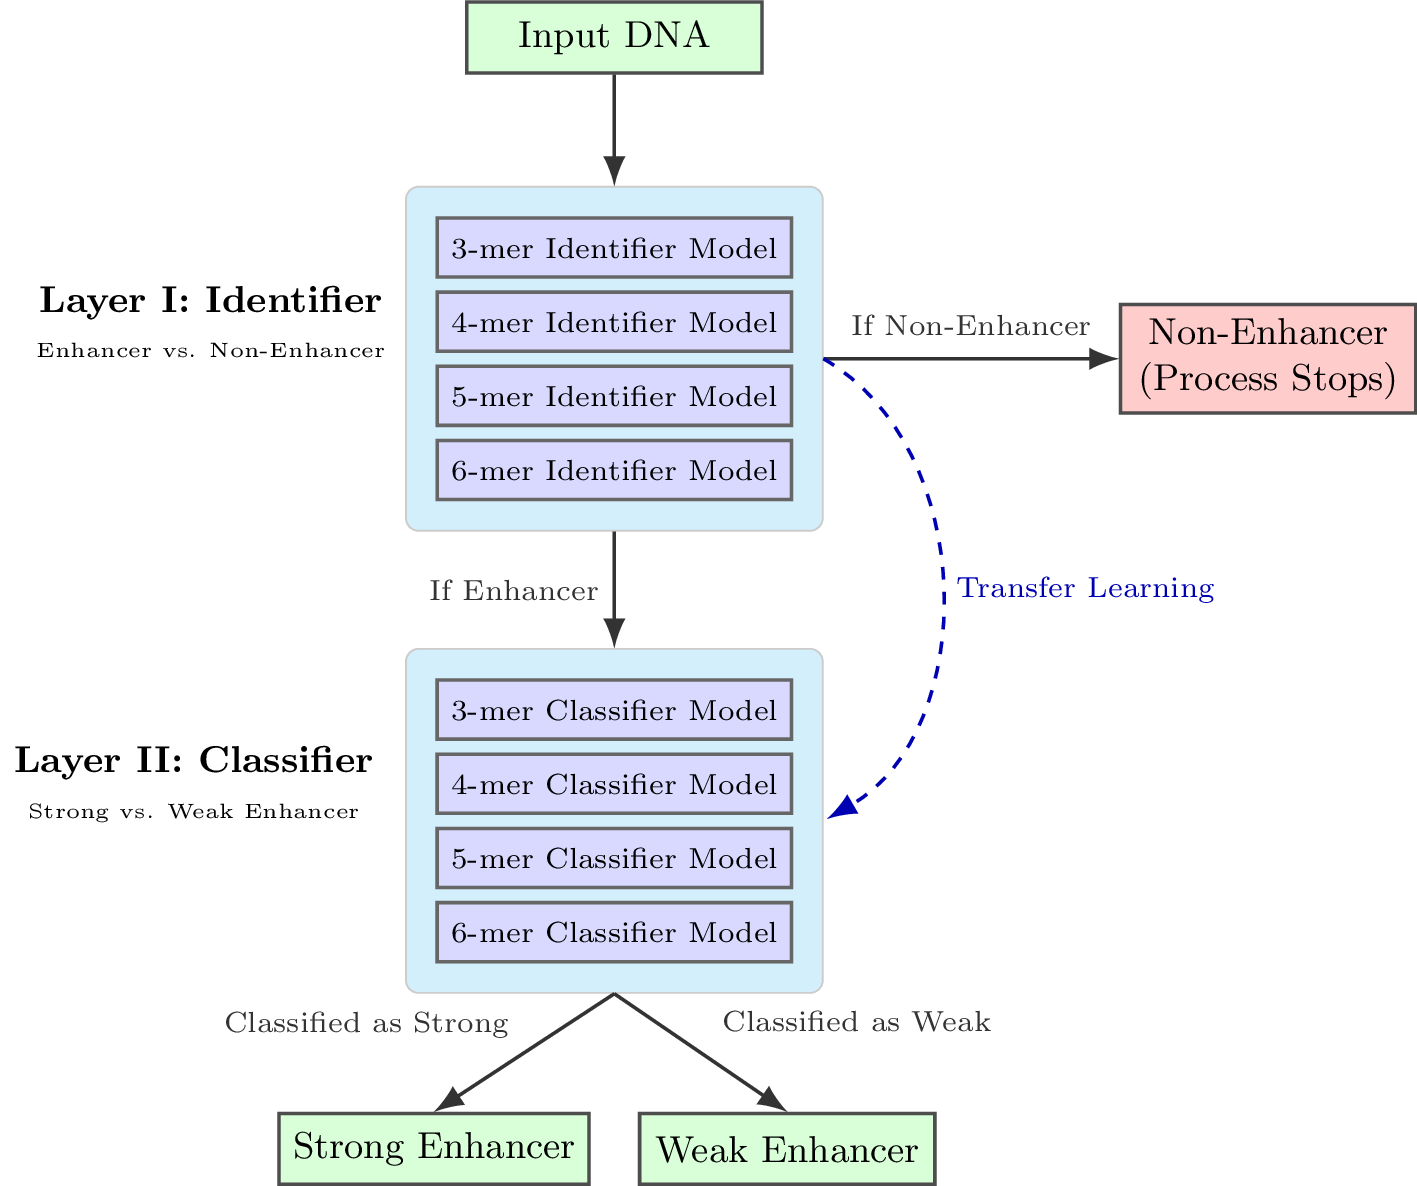 Input DNA
3-mer Identifier Model
Layer I: Identifier
4-mer Identifier Model
If Non-Enhancer
Non-Enhancer
(Process Stops)
Enhancer vs. Non-Enhancer
5-mer Identifier Model
6-mer Identifier Model
If Enhancer
Transfer Learning
3-mer Classifier Model
Layer II: Classifier
4-mer Classifier Model
Strong vs. Weak Enhancer
5-mer Classifier Model
6-mer Classifier Model
Classified as Strong
Classified as Weak
Strong Enhancer
Weak Enhancer